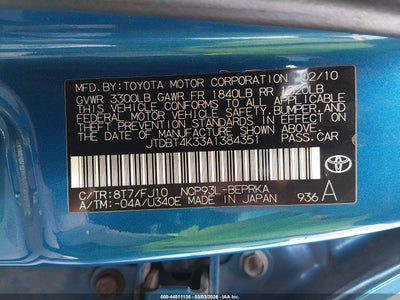 MFD.BY: TOYOTA MOTOR CORPORATION 02/10
GVWR 3300LB GAWR FR 1840LB RR 1820LB
THIS VEHICLE CONFORMS TO ALL APPLICABLE
FEDERAL MOTOR VEHICLE SAFETY, BUMPER, AND
THEFT PREVENTION STANDARDS IN EFFECT ON
THE DATE OF MANUFACTURE SHOWN ABOVE.
JTDBT4K33A1384351 PASS.CAR
C/TR: 8T7/FJ10 NCP93L-BEPRKA
A/TM: -04A/U340E MADE IN JAPAN 936 A
TOYOTA
000-44511138 - 03/03/2026 -